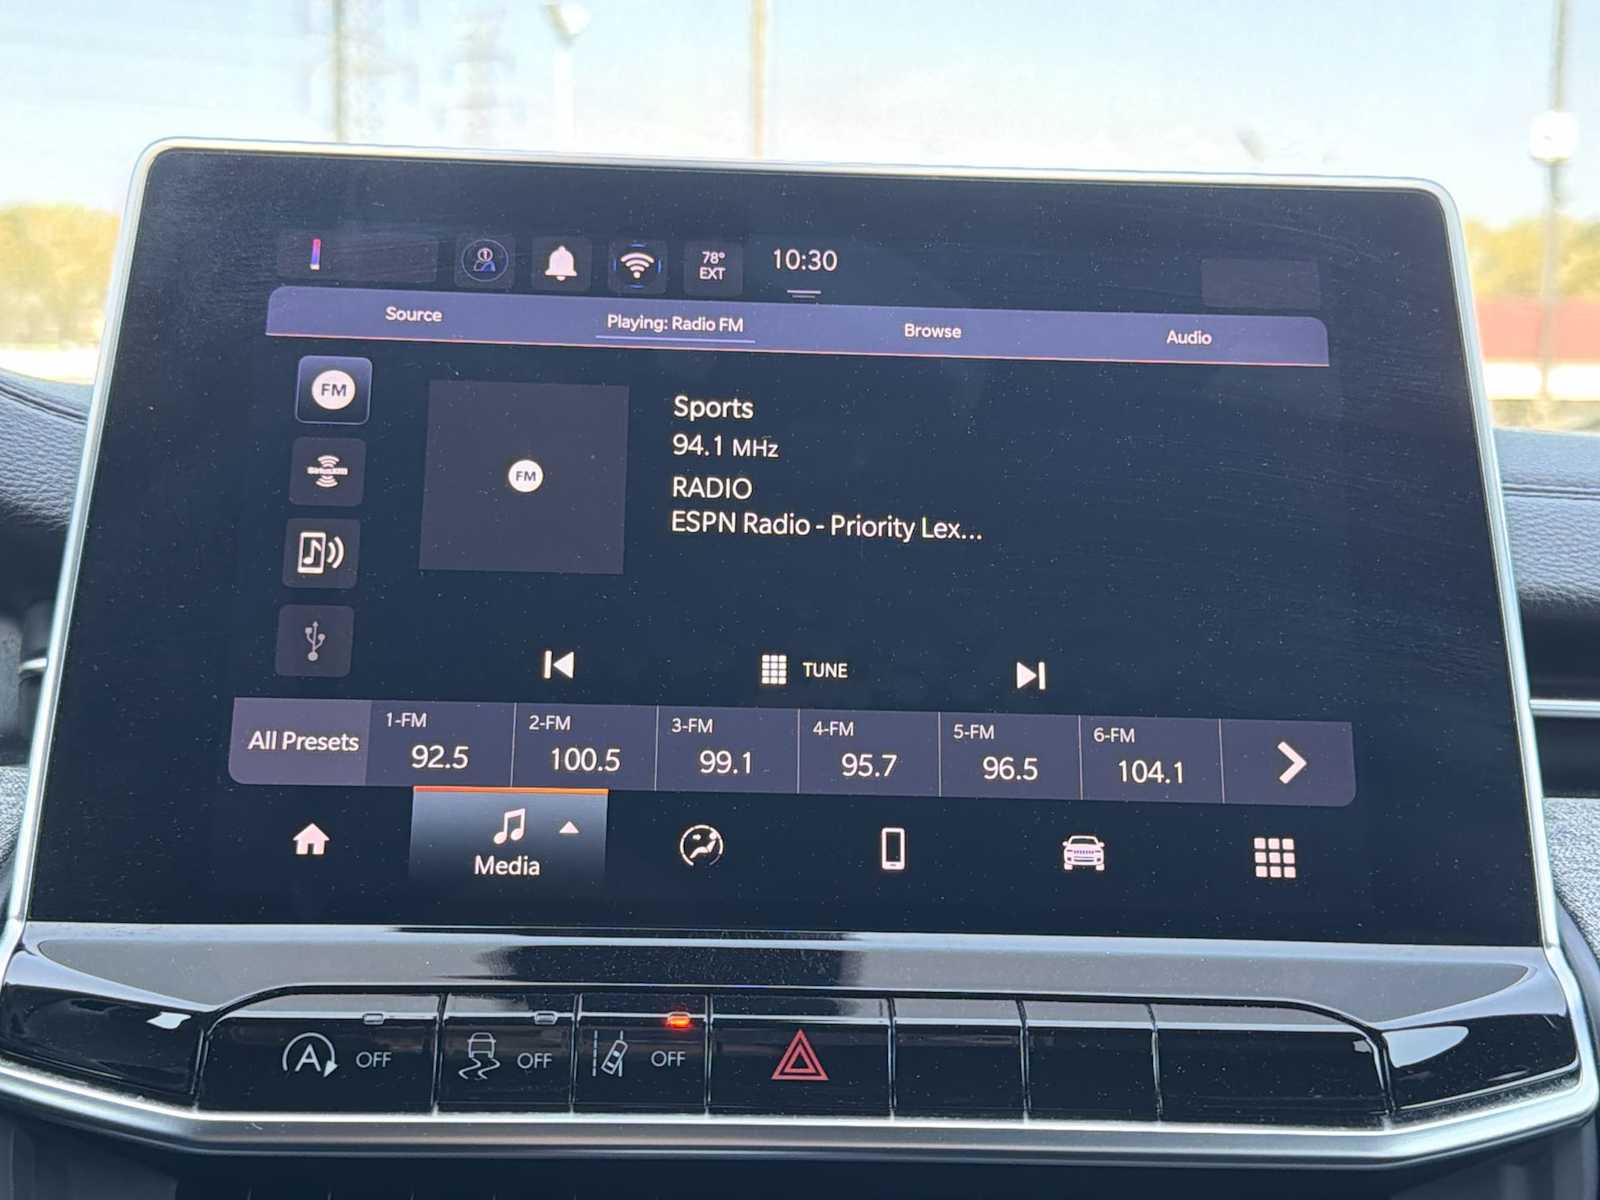 78°
EXT
10:30
Source
Playing: Radio FM
Browse
Audio
FM
SiriusXM
FM
Sports
94.1 MHz
RADIO
ESPN Radio - Priority Lex...
TUNE
All Presets
1-FM
92.5
2-FM
100.5
3-FM
99.1
4-FM
95.7
5-FM
96.5
6-FM
104.1
Media
A OFF
OFF
OFF